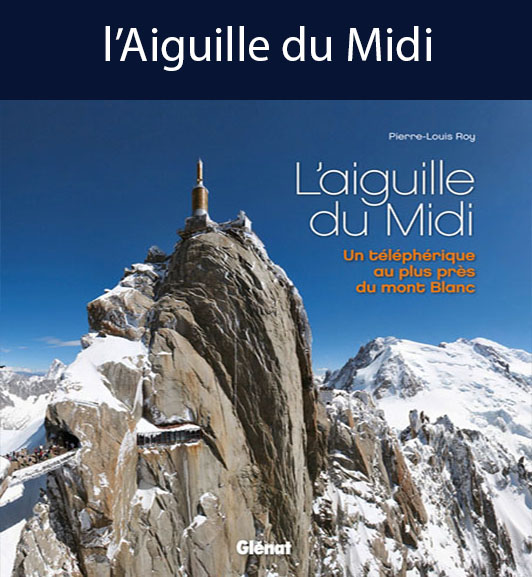 l’Aiguille du Midi
Pierre-Louis Roy
L'aiguille
du Midi
Un téléphérique
au plus près
du mont Blanc
Glénat